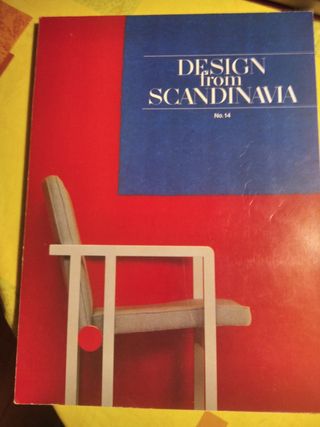 DESIGN
from
SCANDINAVIA
No. 14